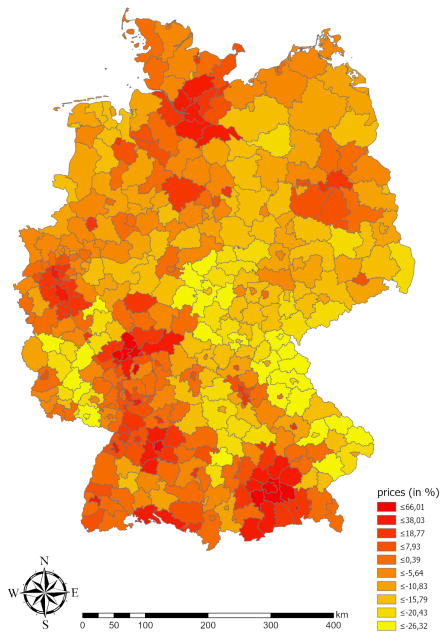 prices (in %)
≤66,01
≤38,03
≤18,77
≤7,93
≤0,39
≤-5,64
≤-10,83
≤-15,79
≤-20,43
≤-26,32
N
W E
S
0 50 100 200 300 400
km